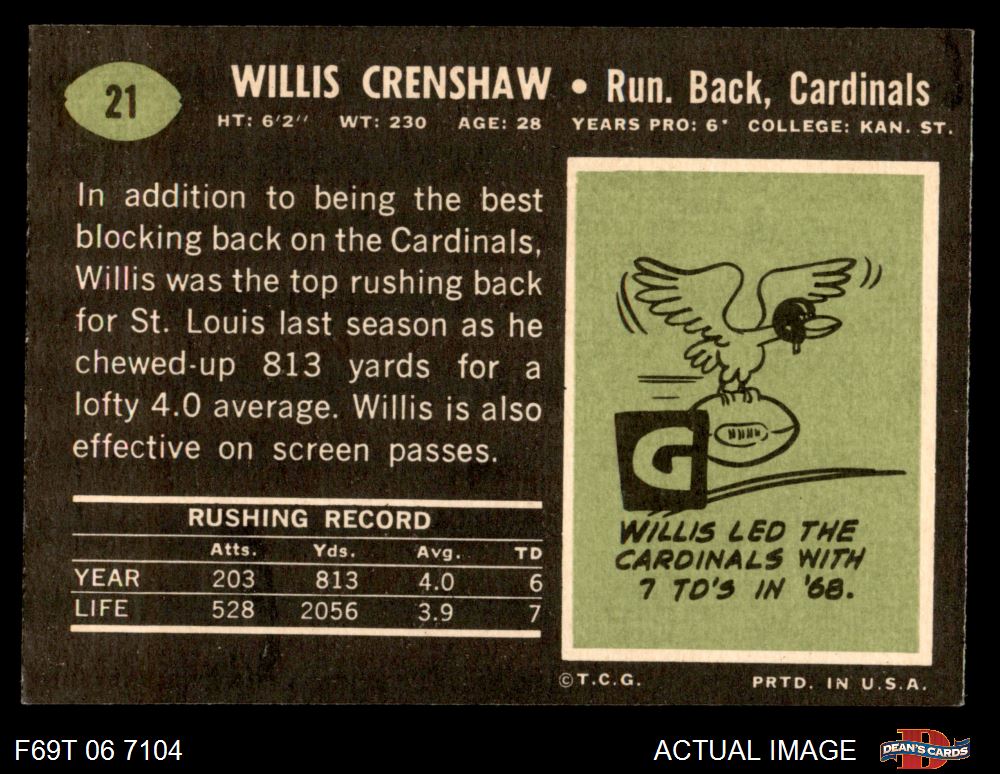 21
WILLIS CRENSHAW • Run. Back, Cardinals
HT: 6'2" WT: 230 AGE: 28 YEARS PRO: 6* COLLEGE: KAN. ST.
In addition to being the best
blocking back on the Cardinals,
Willis was the top rushing back
for St. Louis last season as he
chewed-up 813 yards for a
lofty 4.0 average. Willis is also
effective on screen passes.
RUSHING RECORD
Atts. Yds. Avg. TD
YEAR 203 813 4.0 6
LIFE 528 2056 3.9 7
G
WILLIS LED THE
CARDINALS WITH
7 TD'S IN '68.
©T.C.G. PRTD. IN U.S.A.
F69T 06 7104
ACTUAL IMAGE
DEAN'S CARDS